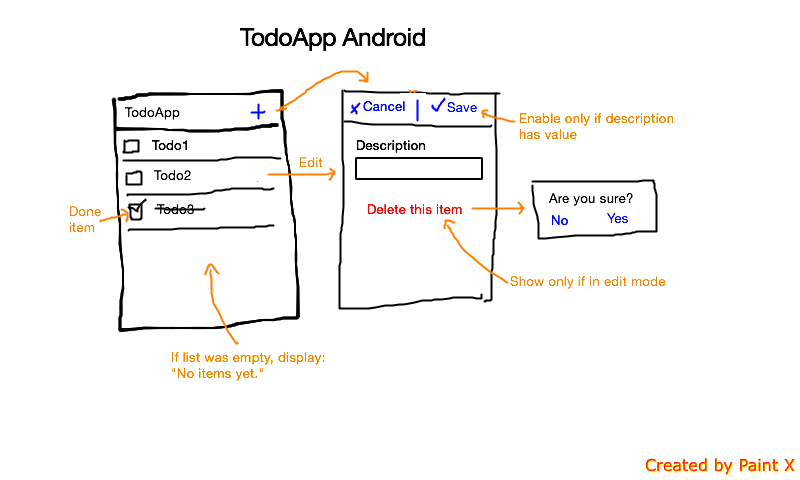 TodoApp Android
TodoApp +
Todo1
Todo2
Todo3
Done
item
If list was empty, display:
"No items yet."
Edit
Cancel
Save
Enable only if description
has value
Description
Delete this item
Show only if in edit mode
Are you sure?
No
Yes
Created by Paint X